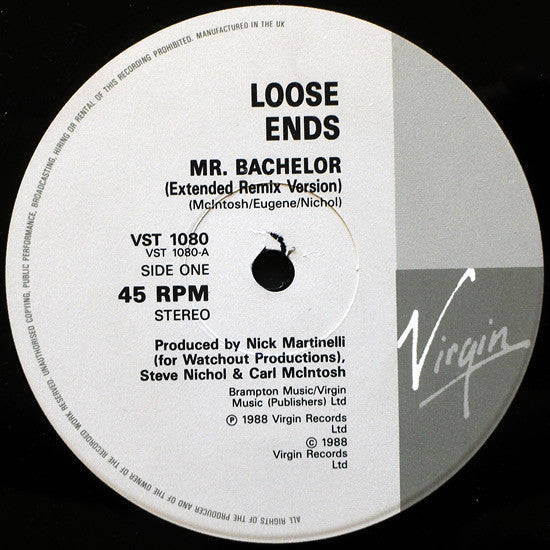 LOOSE
ENDS
MR. BACHELOR
(Extended Remix Version)
(McIntosh/Eugene/Nichol)
VST 1080
VST 1080-A
SIDE ONE
45 RPM
STEREO
Produced by Nick Martinelli
(for Watchout Productions),
Steve Nichol & Carl McIntosh
Brampton Music/Virgin
Music (Publishers) Ltd
Ⓟ 1988 Virgin Records
Ltd
© 1988
Virgin Records
Ltd
Virgin
ALL RIGHTS OF THE PRODUCER AND OF THE OWNER OF THE RECORDED WORK RESERVED. UNAUTHORISED COPYING, PUBLIC PERFORMANCE, BROADCASTING, HIRING OR RENTAL OF THIS RECORDING PROHIBITED. MANUFACTURED IN THE UK